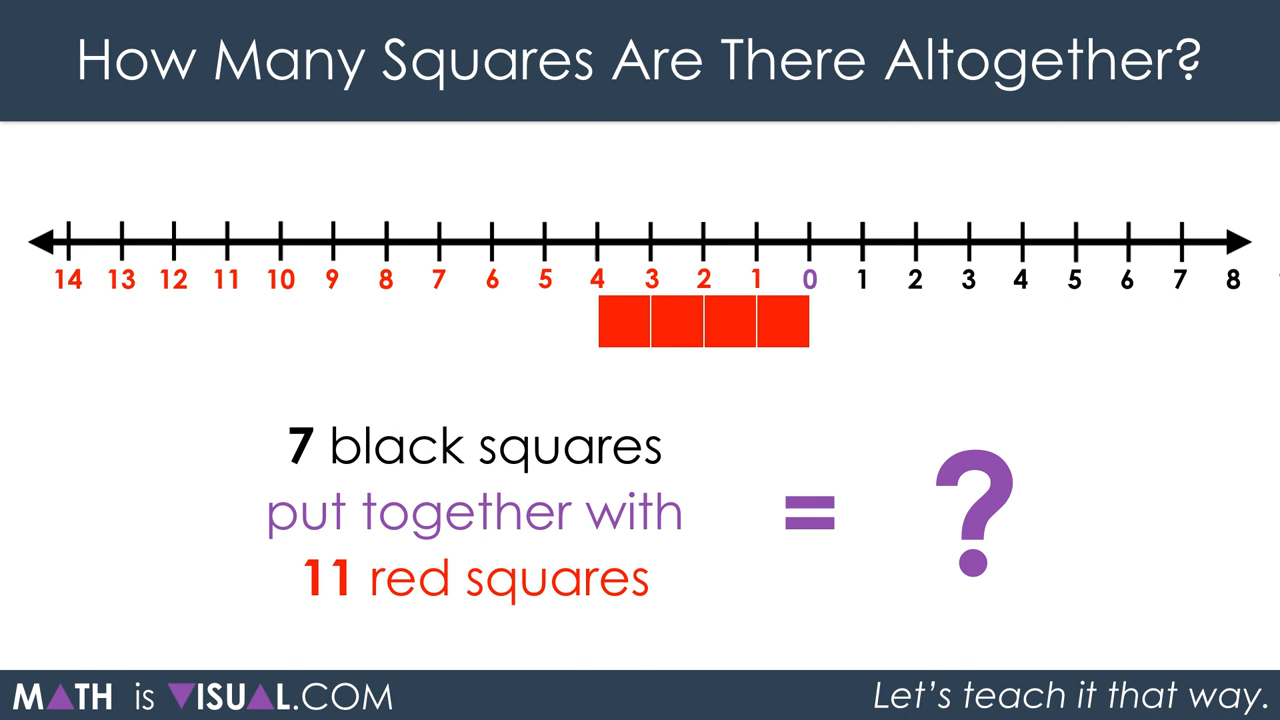 How Many Squares Are There Altogether?
14 13 12 11 10 9 8 7 6 5 4 3 2 1 0 1 2 3 4 5 6 7 8
7 black squares
put together with
11 red squares
= ?
MATH is VISUAL.COM
Let's teach it that way.